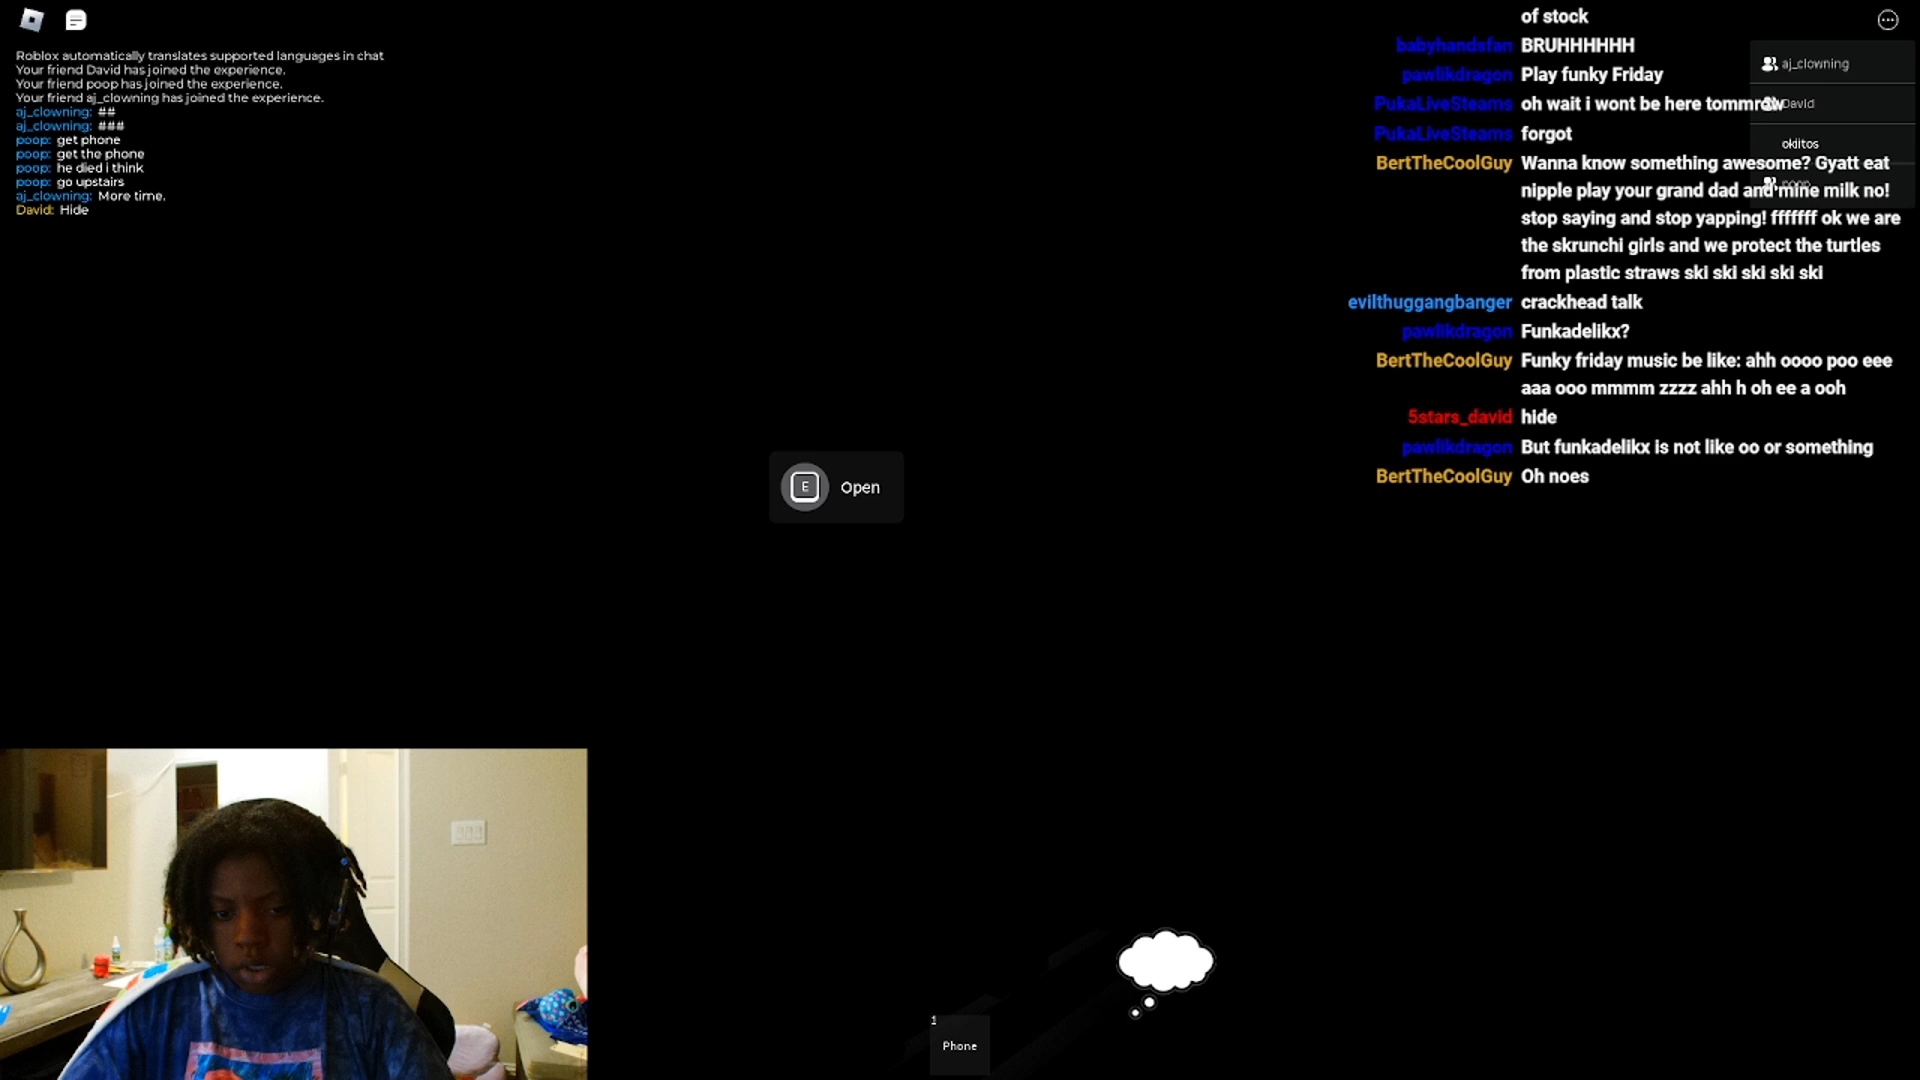 Roblox automatically translates supported languages in chat
Your friend David has joined the experience.
Your friend poop has joined the experience.
Your friend aj_clowning has joined the experience.
aj_clowning: ##
aj_clowning: ###
poop: get phone
poop: get the phone
poop: he died i think
poop: go upstairs
aj_clowning: More time.
David: Hide
of stock
babyhandsfan BRUHHHHHH
pawlikdragon Play funky Friday
PukaLiveSteams oh wait i wont be here tommrow
PukaLiveSteams forgot
BertTheCoolGuy Wanna know something awesome? Gyatt eat
nipple play your grand dad and mine milk no!
stop saying and stop yapping! fffffff ok we are
the skrunchi girls and we protect the turtles
from plastic straws ski ski ski ski ski
evilthuggangbanger crackhead talk
pawlikdragon Funkadelikx?
BertTheCoolGuy Funky friday music be like: ahh oooo poo eee
aaa ooo mmmm zzzz ahh h oh ee a ooh
5stars_david hide
pawlikdragon But funkadelikx is not like oo or something
BertTheCoolGuy Oh noes
aj_clowning
David
okiitos
poop
E Open
1
Phone